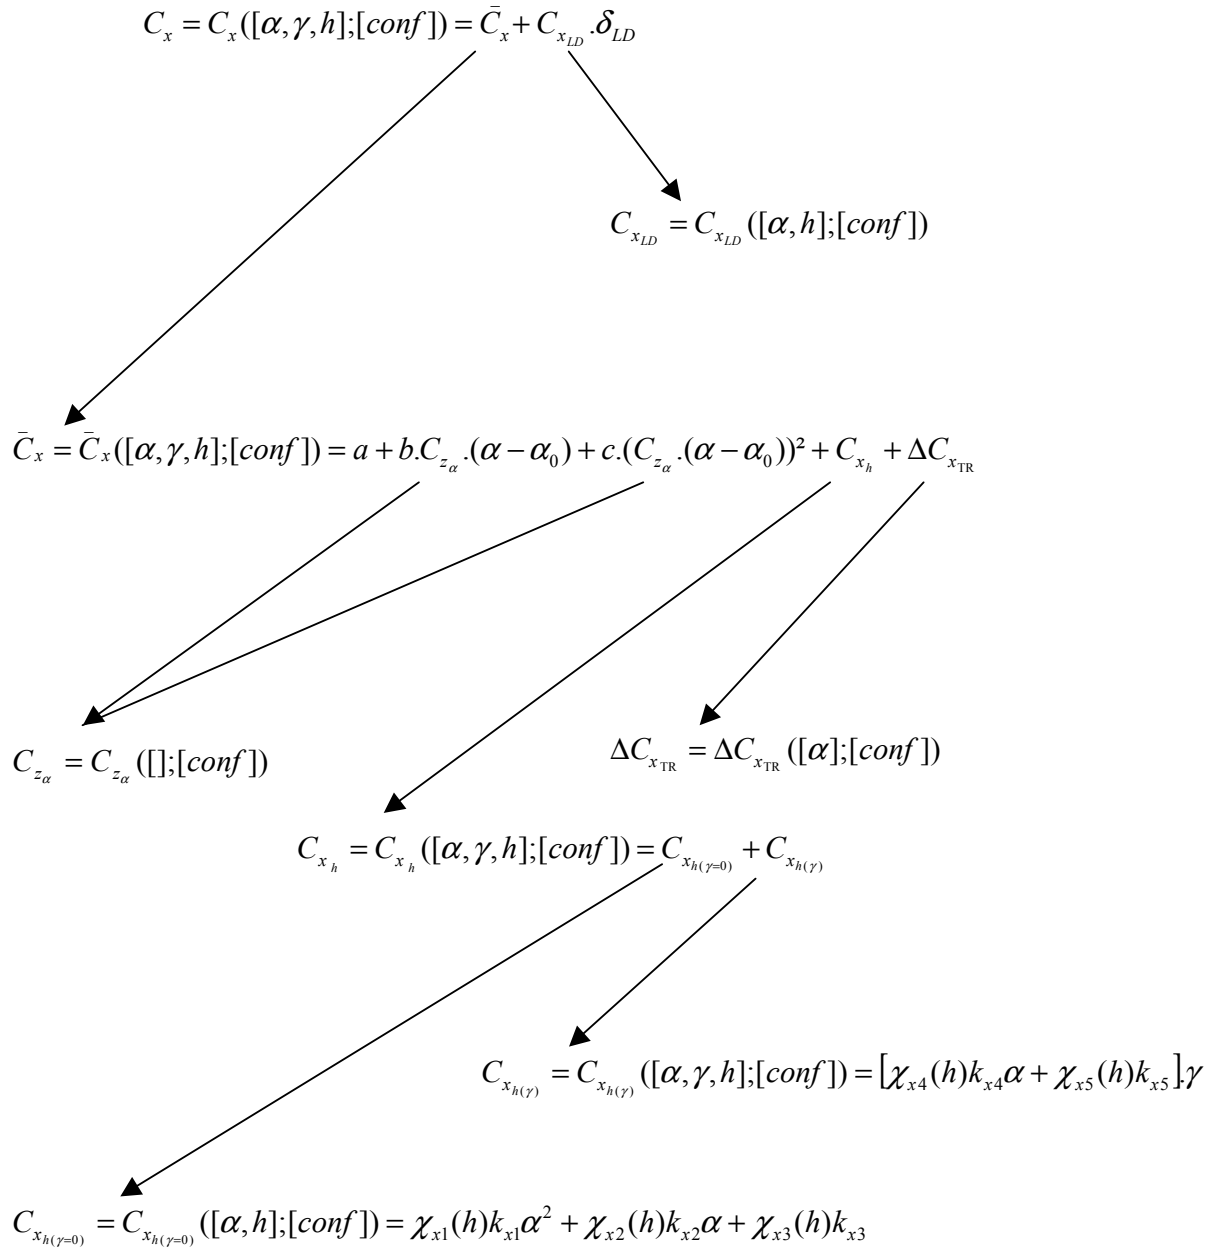 C_x = C_x([α,γ,h];[conf]) = C̄_x + C_{x_{LD}}.δ_{LD}
C_{x_{LD}} = C_{x_{LD}}([α,h];[conf])
C̄_x = C̄_x([α,γ,h];[conf]) = a + b.C_{z_α}.(α − α_0) + c.(C_{z_α}.(α − α_0))² + C_{x_h} + ΔC_{x_{TR}}
C_{z_α} = C_{z_α}([];[conf])
ΔC_{x_{TR}} = ΔC_{x_{TR}}([α];[conf])
C_{x_h} = C_{x_h}([α,γ,h];[conf]) = C_{x_{h(γ=0)}} + C_{x_{h(γ)}}
C_{x_{h(γ)}} = C_{x_{h(γ)}}([α,γ,h];[conf]) = [χ_{x4}(h)k_{x4}α + χ_{x5}(h)k_{x5}].γ
C_{x_{h(γ=0)}} = C_{x_{h(γ=0)}}([α,h];[conf]) = χ_{x1}(h)k_{x1}α² + χ_{x2}(h)k_{x2}α + χ_{x3}(h)k_{x3}